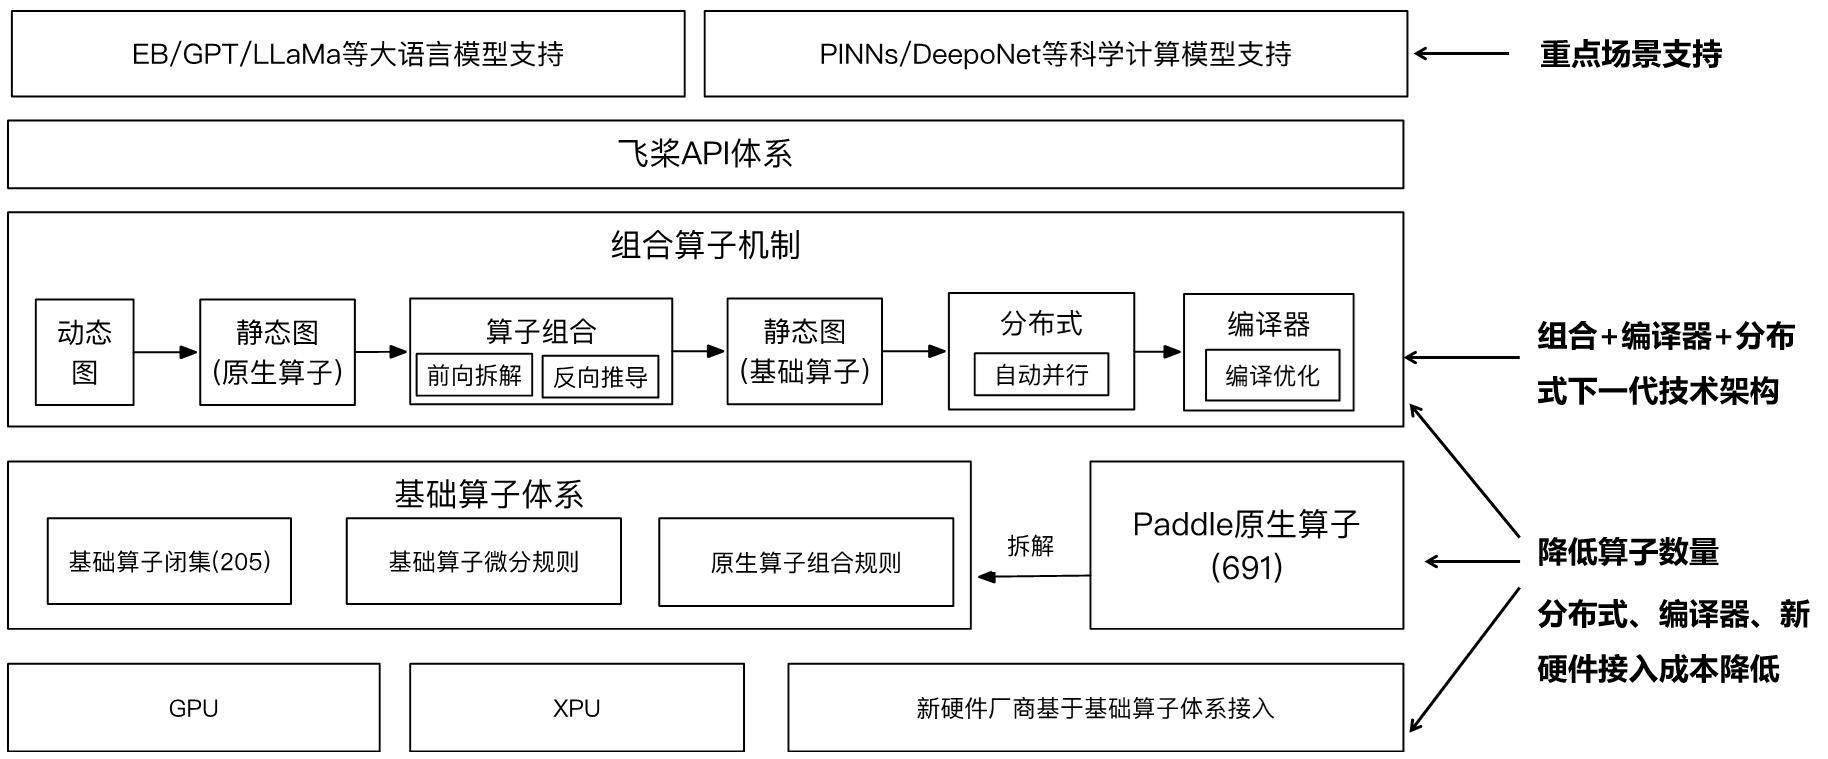 EB/GPT/LLaMa等大语言模型支持
PINNs/DeepoNet等科学计算模型支持
重点场景支持
飞桨API体系
组合算子机制
动态
图
静态图
(原生算子)
算子组合
前向拆解
反向推导
静态图
(基础算子)
分布式
自动并行
编译器
编译优化
组合+编译器+分布
式下一代技术架构
基础算子体系
基础算子闭集(205)
基础算子微分规则
原生算子组合规则
拆解
Paddle原生算子
(691)
降低算子数量
分布式、编译器、新
硬件接入成本降低
GPU
XPU
新硬件厂商基于基础算子体系接入